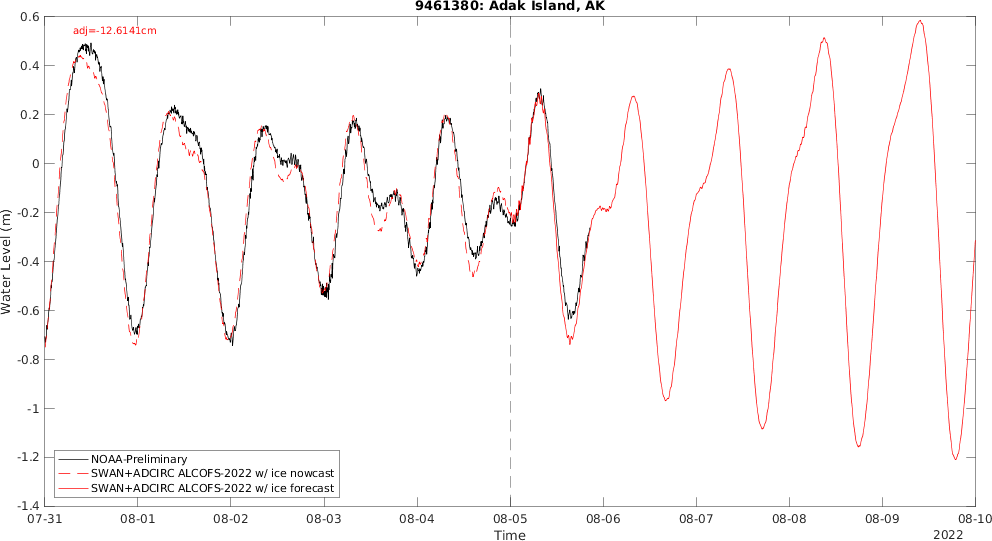 9461380: Adak Island, AK
adj=-12.6141cm
0.6
0.4
0.2
0
-0.2
-0.4
-0.6
-0.8
-1
-1.2
-1.4
Water Level (m)
NOAA-Preliminary
SWAN+ADCIRC ALCOFS-2022 w/ ice nowcast
SWAN+ADCIRC ALCOFS-2022 w/ ice forecast
07-31 08-01 08-02 08-03 08-04 08-05 08-06 08-07 08-08 08-09 08-10
Time
2022